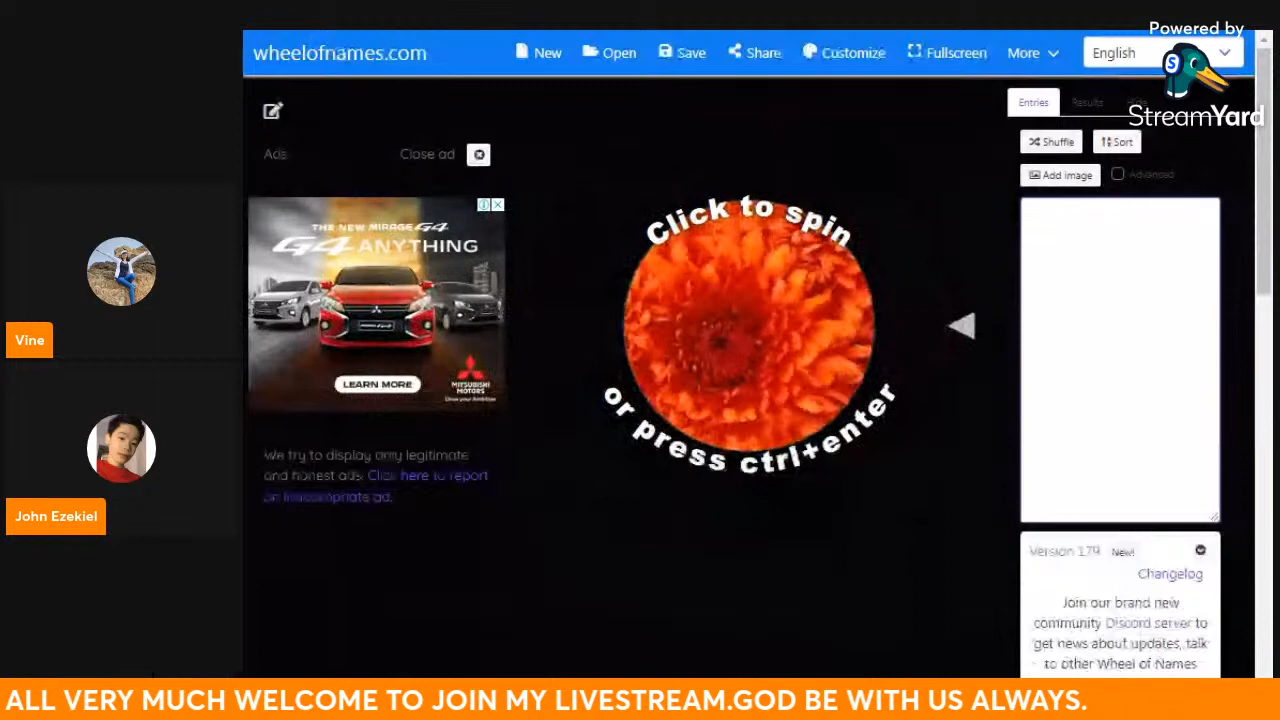 Powered by
StreamYard
wheelofnames.com
New
Open
Save
Share
Customize
Fullscreen
More
English
Entries
Results
Hide
Shuffle
Sort
Add image
Advanced
Ads
Close ad
THE NEW MIRAGE G4
G4 ANYTHING
LEARN MORE
MITSUBISHI
MOTORS
Drive your Ambition
We try to display only legitimate
and honest ads. Click here to report
an inappropriate ad.
Click to spin
or press ctrl+enter
Version 179 New!
Changelog
Join our brand new
community Discord server to
get news about updates, talk
to other Wheel of Names
Vine
John Ezekiel
ALL VERY MUCH WELCOME TO JOIN MY LIVESTREAM.GOD BE WITH US ALWAYS.